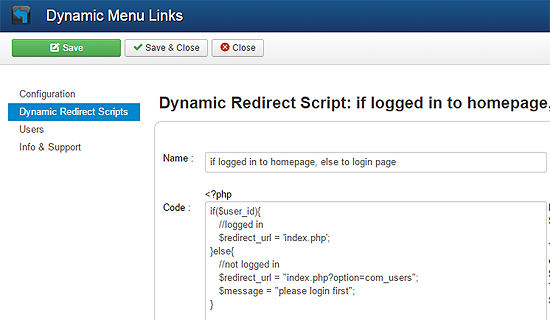 Dynamic Menu Links
Save
Save & Close
Close
Configuration
Dynamic Redirect Scripts
Users
Info & Support
Dynamic Redirect Script: if logged in to homepage,
Name :
if logged in to homepage, else to login page
<?php
Code :
if($user_id){
//logged in
$redirect_url = 'index.php';
}else{
//not logged in
$redirect_url = "index.php?option=com_users";
$message = "please login first";
}